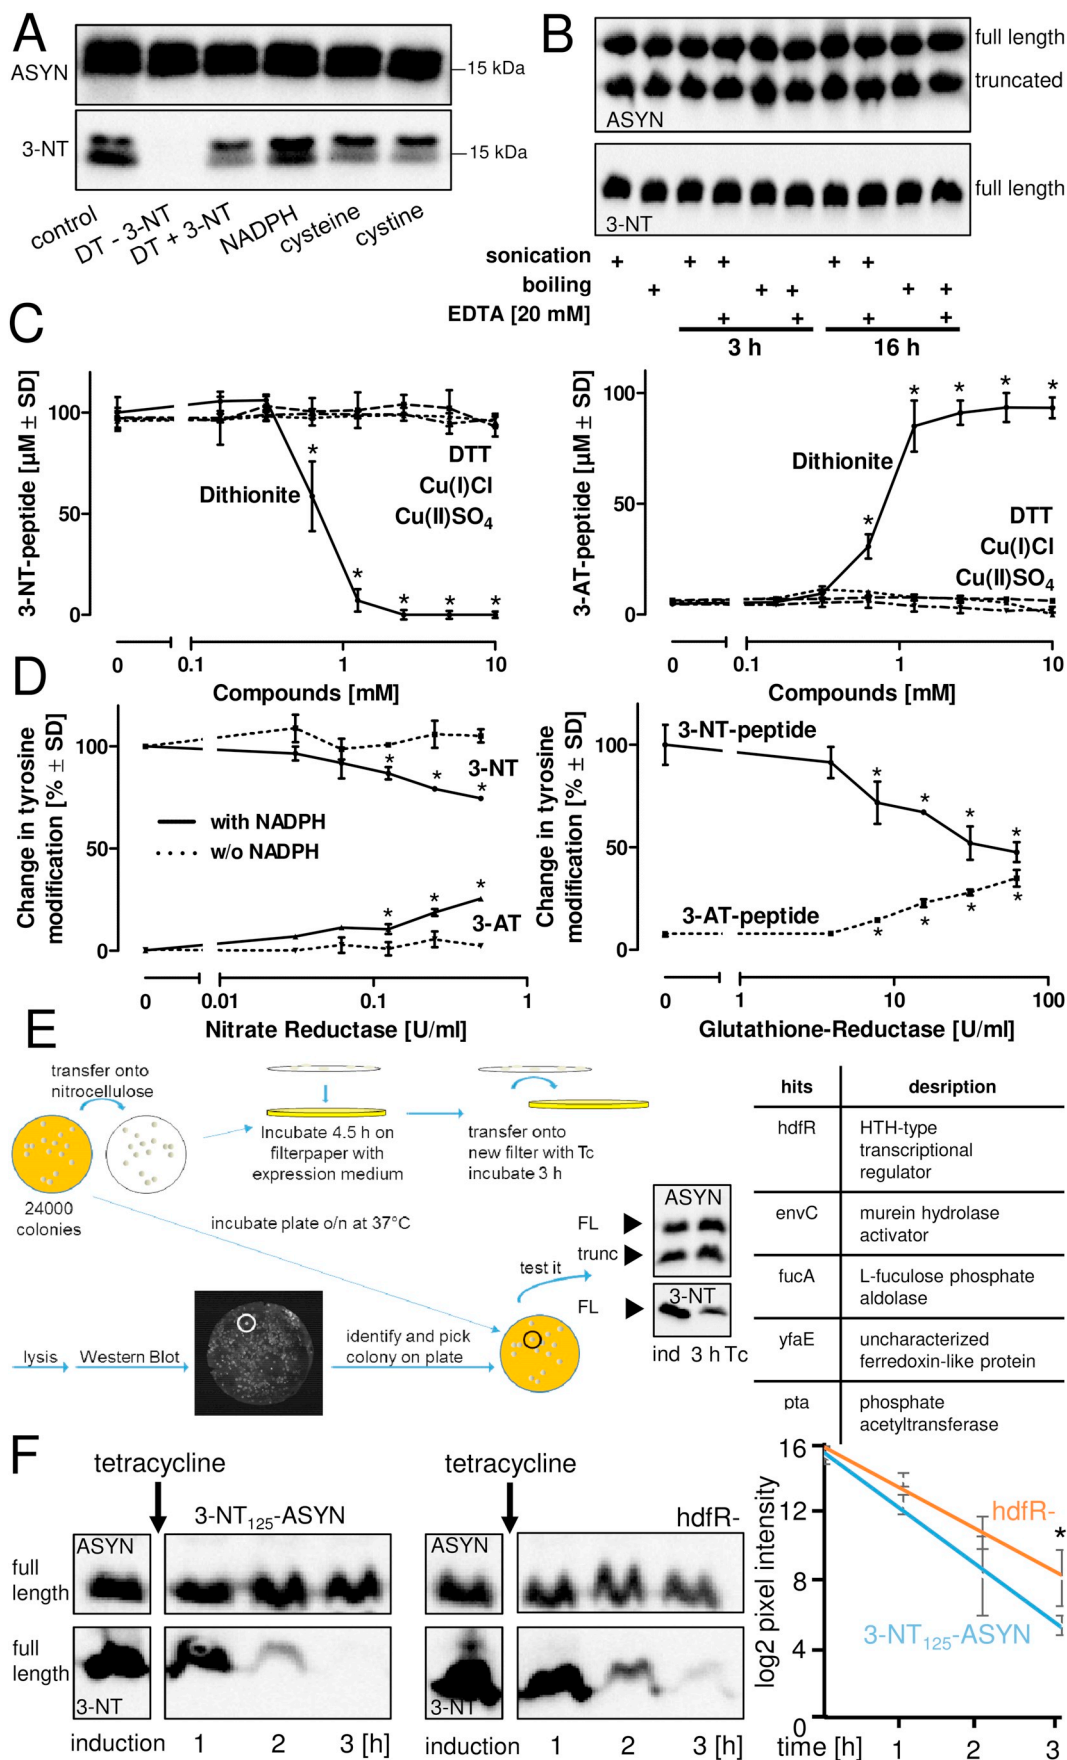 A
ASYN
15 kDa
3-NT
15 kDa
control
DT - 3-NT
DT + 3-NT
NADPH
cysteine
cystine
B
full length
truncated
ASYN
full length
3-NT
sonication + + + + +
boiling + + + + +
EDTA [20 mM] + + + +
3 h 16 h
C
3-NT-peptide [µM ± SD]
100
50
0
Dithionite
DTT
Cu(I)Cl
Cu(II)SO4
* * * * *
0 0.1 1 10
Compounds [mM]
3-AT-peptide [µM ± SD]
100
50
0
Dithionite
DTT
Cu(I)Cl
Cu(II)SO4
* * * * *
0 0.1 1 10
Compounds [mM]
D
Change in tyrosine
modification [% ± SD]
100
50
0
3-NT
with NADPH
w/o NADPH
3-AT
* * *
* * *
0 0.01 0.1 1
Nitrate Reductase [U/ml]
Change in tyrosine
modification [% ± SD]
100
50
0
3-NT-peptide
3-AT-peptide
* * * *
* * * *
0 1 10 100
Glutathione-Reductase [U/ml]
E
transfer onto
nitrocellulose
24000
colonies
Incubate 4.5 h on
filterpaper with
expression medium
transfer onto
new filter with Tc
incubate 3 h
incubate plate o/n at 37°C
lysis
Western Blot
identify and pick
colony on plate
test it
FL
trunc
FL
ASYN
3-NT
ind 3 h Tc
hits desription
hdfR HTH-type
transcriptional
regulator
envC murein hydrolase
activator
fucA L-fuculose phosphate
aldolase
yfaE uncharacterized
ferredoxin-like protein
pta phosphate
acetyltransferase
F
tetracycline
3-NT125-ASYN
ASYN
full
length
full
length
3-NT
induction 1 2 3 [h]
tetracycline
hdfR-
ASYN
3-NT
induction 1 2 3 [h]
log2 pixel intensity
16
12
8
4
0
hdfR-
*
3-NT125-ASYN
time [h] 1 2 3